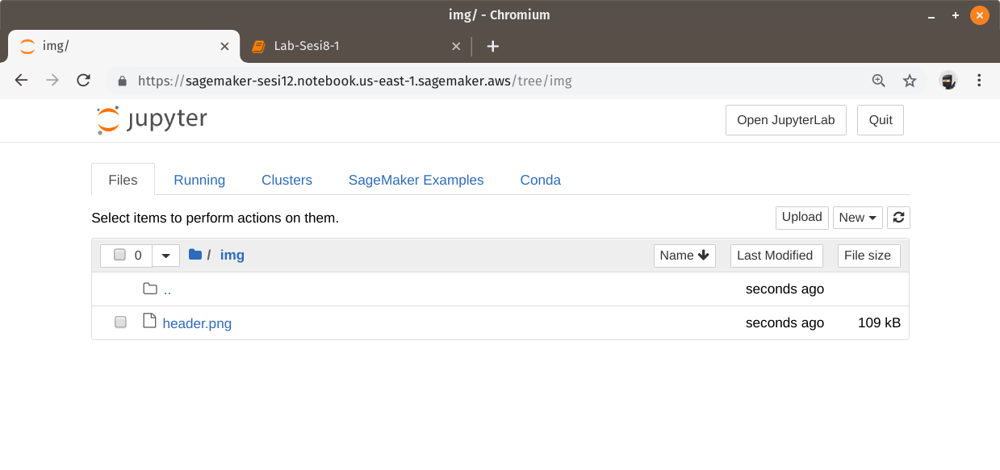 img/ - Chromium
img/
Lab-Sesi8-1
https://sagemaker-sesi12.notebook.us-east-1.sagemaker.aws/tree/img
jupyter
Open JupyterLab
Quit
Files
Running
Clusters
SageMaker Examples
Conda
Select items to perform actions on them.
Upload
New
0
/ img
Name
Last Modified
File size
..
seconds ago
header.png
seconds ago
109 kB